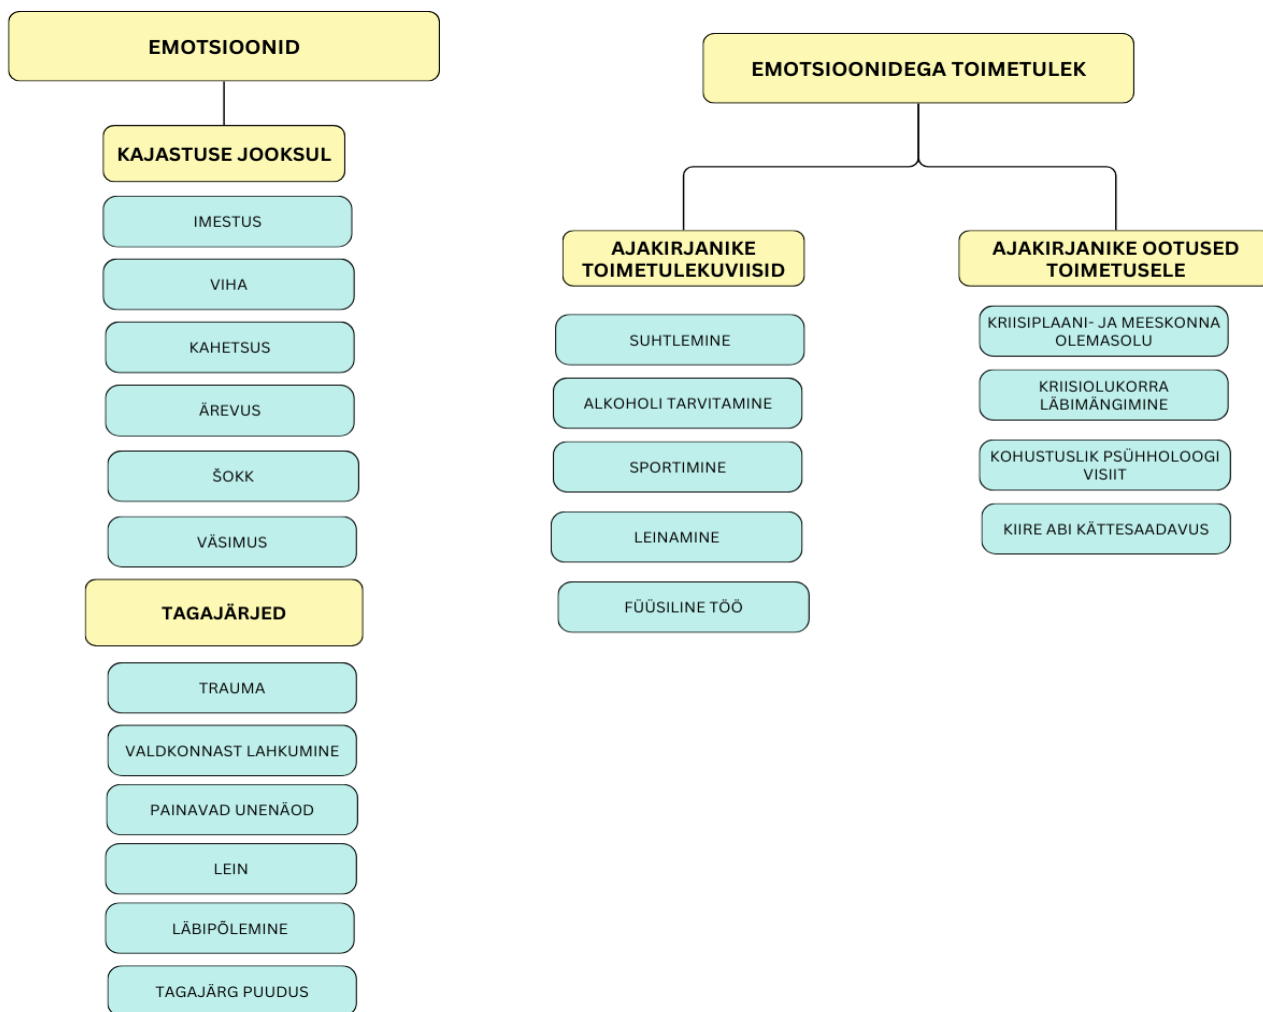 EMOTSIOONID
KAJASTUSE JOOKSUL
IMESTUS
VIHA
KAHETSUS
ÄREVUS
ŠOKK
VÄSIMUS
TAGAJÄRJED
TRAUMA
VALDKONNAST LAHKUMINE
PAINAVAD UNENÄOD
LEIN
LÄBIPÕLEMINE
TAGAJÄRG PUUDUS
EMOTSIOONIDEGA TOIMETULEK
AJAKIRJANIKE
TOIMETULEKUVIISID
SUHTLEMINE
ALKOHOLI TARVITAMINE
SPORTIMINE
LEINAMINE
FÜÜSILINE TÖÖ
AJAKIRJANIKE OOTUSED
TOIMETUSELE
KRIISIPLAANI- JA MEESKONNA
OLEMASOLU
KRIISIOLUKORRA
LÄBIMÄNGIMINE
KOHUSTUSLIK PSÜHHOLOOGI
VISIIT
KIIRE ABI KÄTTESAADAVUS